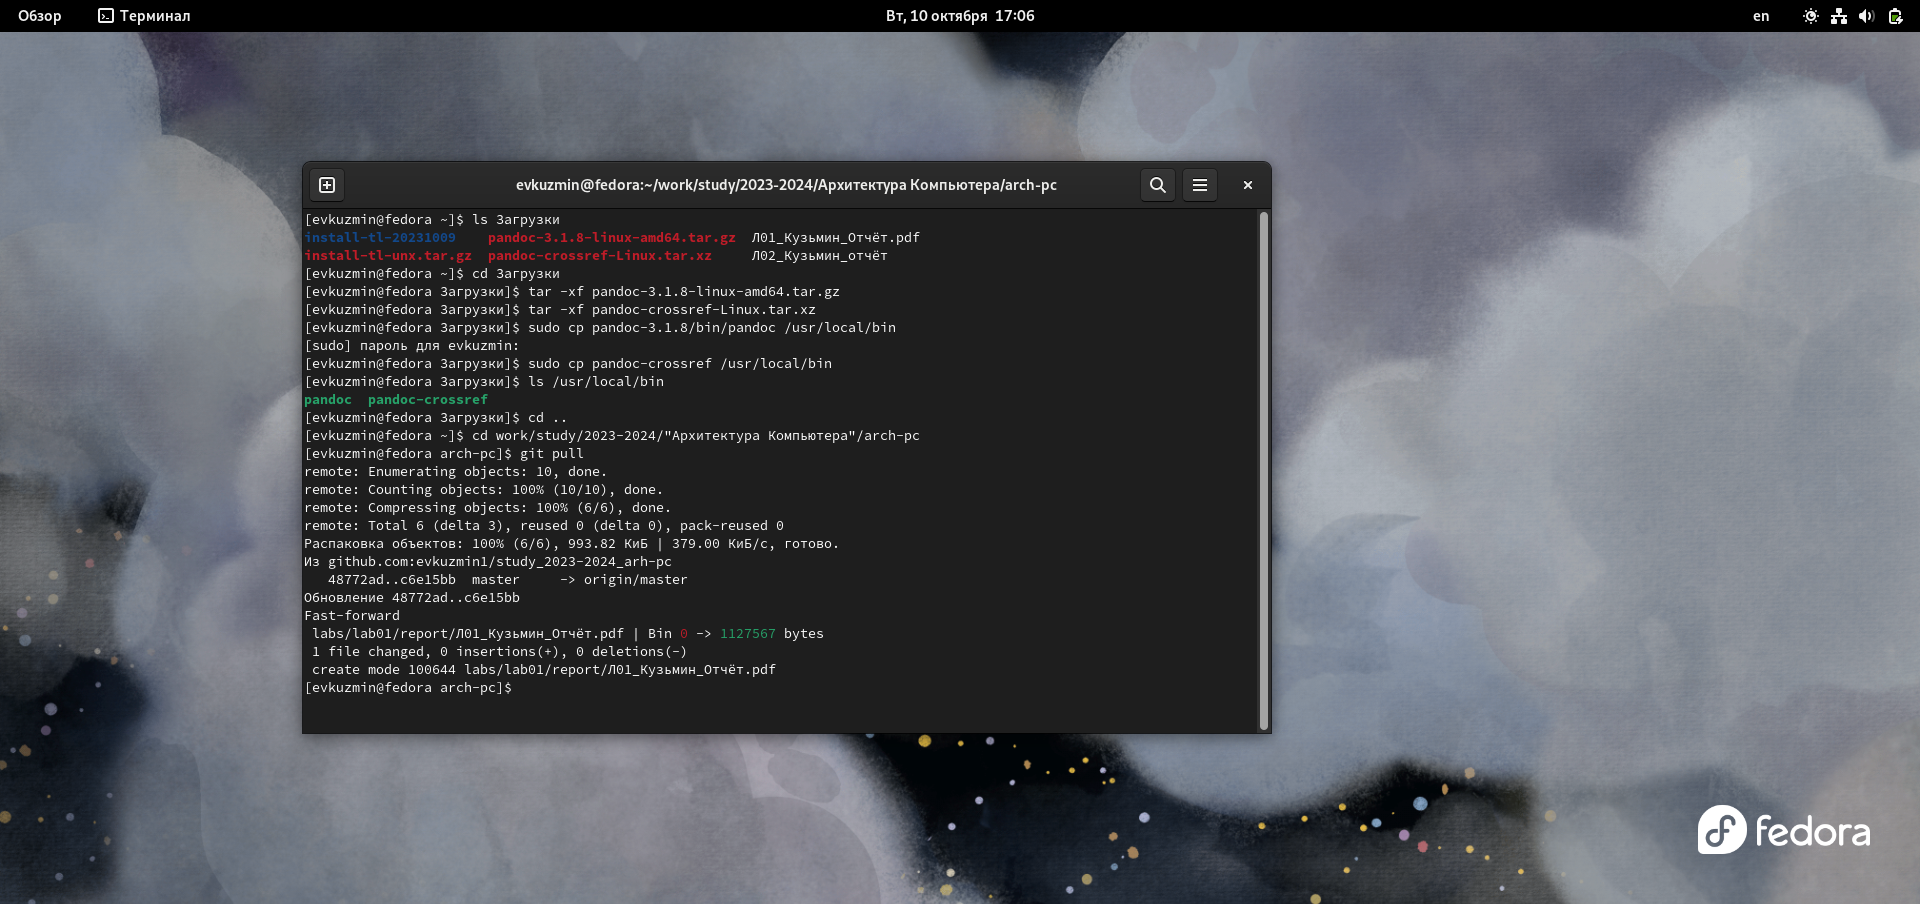 Обзор Терминал Вт, 10 октября 17:06 en
evkuzmin@fedora:~/work/study/2023-2024/Архитектура Компьютера/arch-pc
[evkuzmin@fedora ~]$ ls Загрузки
install-tl-20231009 pandoc-3.1.8-linux-amd64.tar.gz Л01_Кузьмин_Отчёт.pdf
install-tl-unx.tar.gz pandoc-crossref-Linux.tar.xz Л02_Кузьмин_отчёт
[evkuzmin@fedora ~]$ cd Загрузки
[evkuzmin@fedora Загрузки]$ tar -xf pandoc-3.1.8-linux-amd64.tar.gz
[evkuzmin@fedora Загрузки]$ tar -xf pandoc-crossref-Linux.tar.xz
[evkuzmin@fedora Загрузки]$ sudo cp pandoc-3.1.8/bin/pandoc /usr/local/bin
[sudo] пароль для evkuzmin:
[evkuzmin@fedora Загрузки]$ sudo cp pandoc-crossref /usr/local/bin
[evkuzmin@fedora Загрузки]$ ls /usr/local/bin
pandoc pandoc-crossref
[evkuzmin@fedora Загрузки]$ cd ..
[evkuzmin@fedora ~]$ cd work/study/2023-2024/"Архитектура Компьютера"/arch-pc
[evkuzmin@fedora arch-pc]$ git pull
remote: Enumerating objects: 10, done.
remote: Counting objects: 100% (10/10), done.
remote: Compressing objects: 100% (6/6), done.
remote: Total 6 (delta 3), reused 0 (delta 0), pack-reused 0
Распаковка объектов: 100% (6/6), 993.82 КиБ | 379.00 КиБ/с, готово.
Из github.com:evkuzmin1/study_2023-2024_arh-pc
   48772ad..c6e15bb  master     -> origin/master
Обновление 48772ad..c6e15bb
Fast-forward
 labs/lab01/report/Л01_Кузьмин_Отчёт.pdf | Bin 0 -> 1127567 bytes
 1 file changed, 0 insertions(+), 0 deletions(-)
 create mode 100644 labs/lab01/report/Л01_Кузьмин_Отчёт.pdf
[evkuzmin@fedora arch-pc]$
fedora